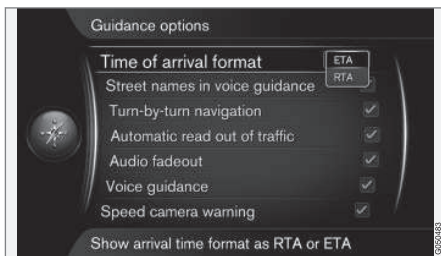 Guidance options
Time of arrival format
ETA
RTA
Street names in voice guidance
Turn-by-turn navigation
Automatic read out of traffic
Audio fadeout
Voice guidance
Speed camera warning
Show arrival time format as RTA or ETA
G050483